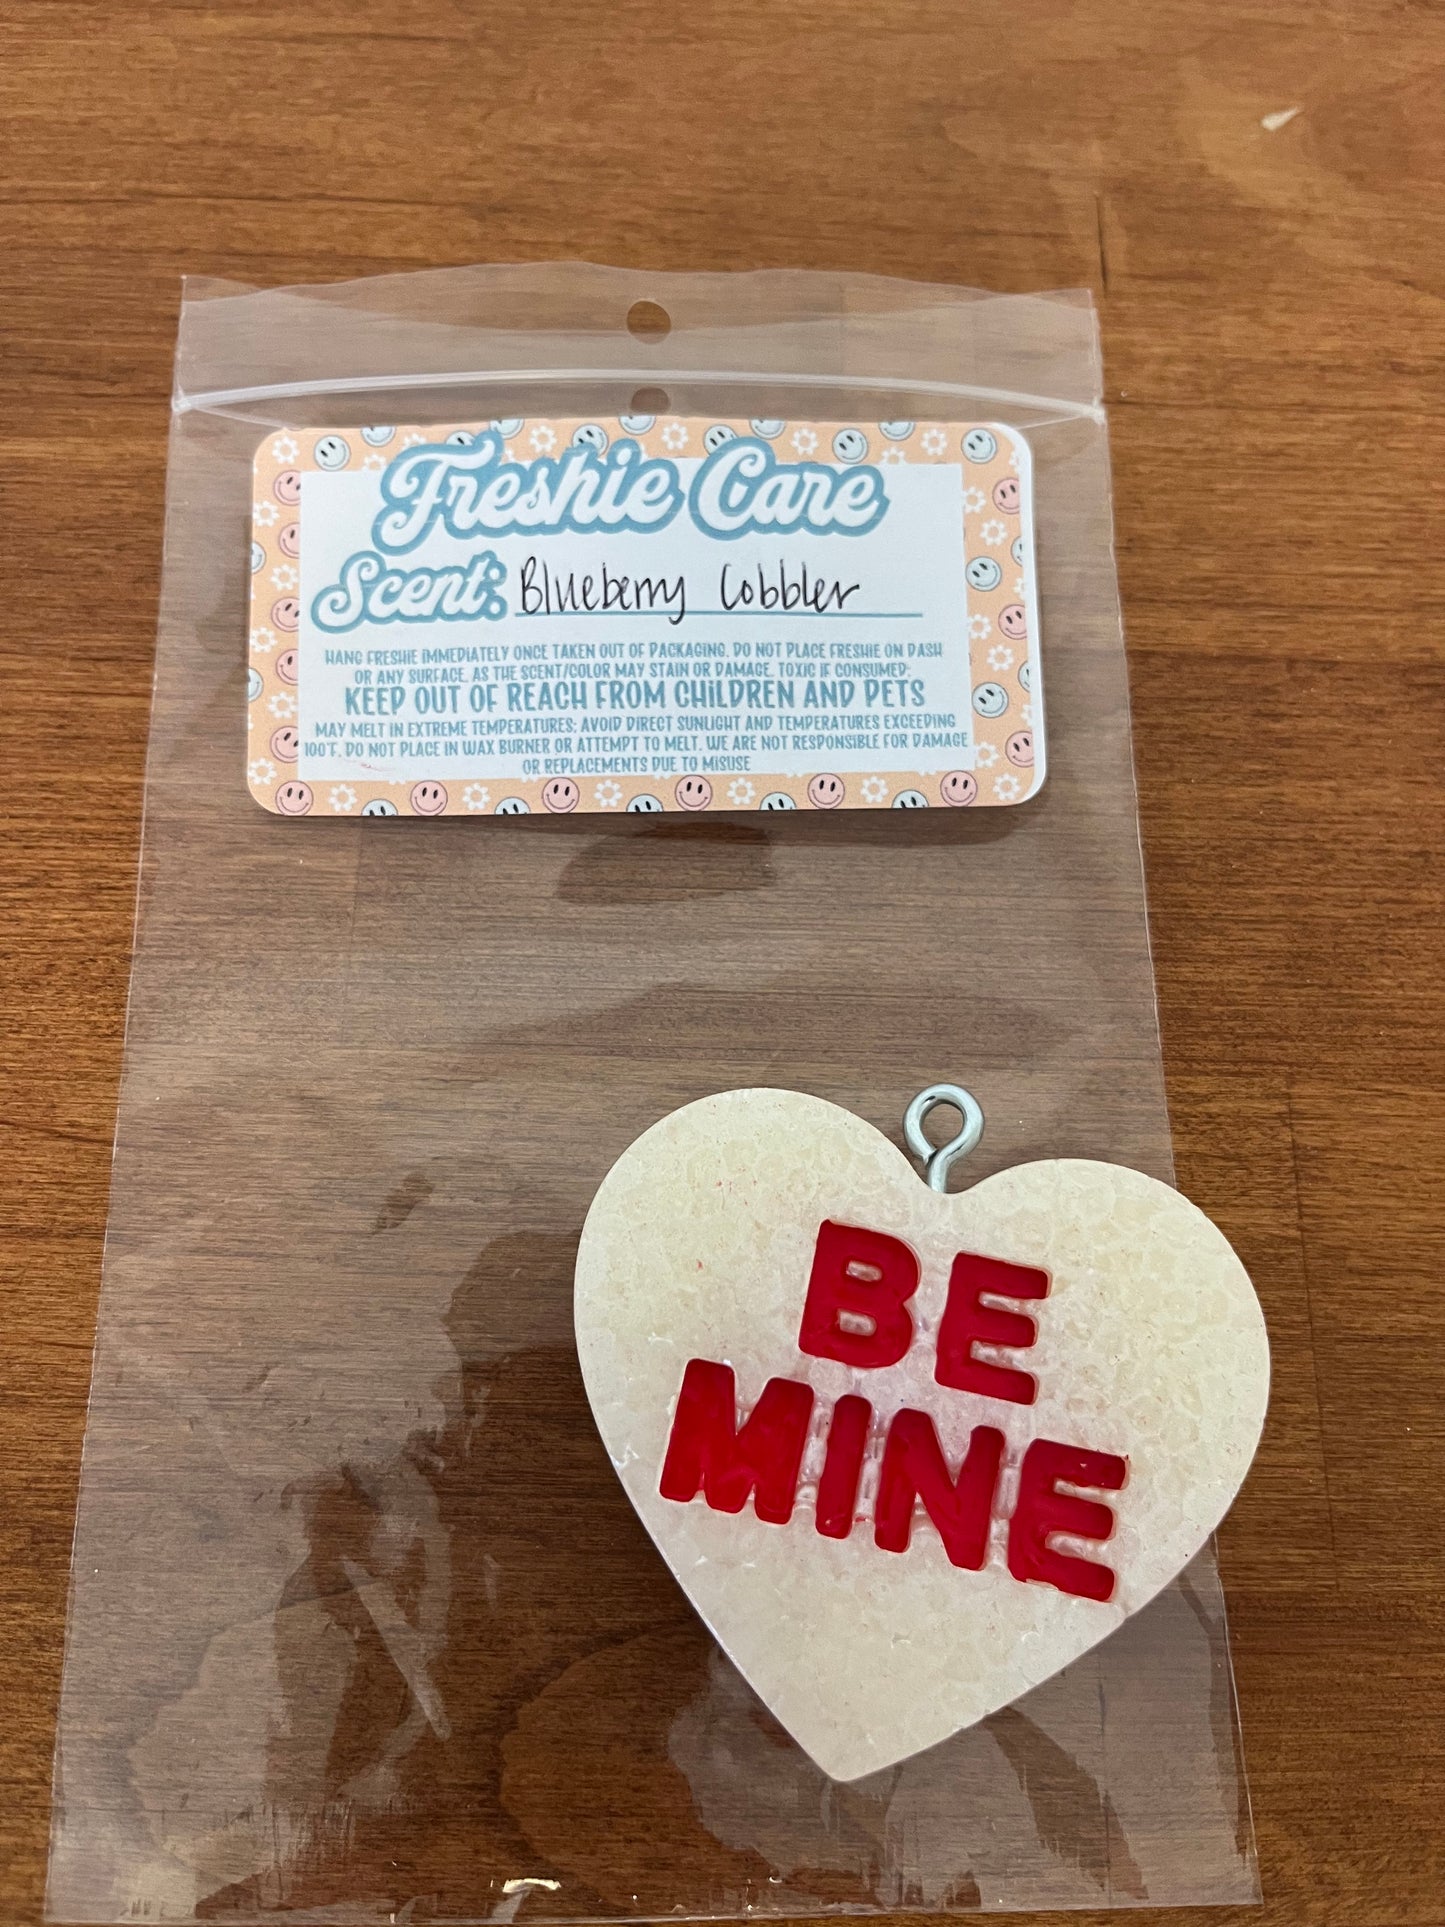 Freshie Care
Scent: Blueberry Cobbler
HANG FRESHIE IMMEDIATELY ONCE TAKEN OUT OF PACKAGING. DO NOT PLACE FRESHIE ON DASH
OR ANY SURFACE, AS THE SCENT/COLOR MAY STAIN OR DAMAGE. TOXIC IF CONSUMED;
KEEP OUT OF REACH FROM CHILDREN AND PETS
MAY MELT IN EXTREME TEMPERATURES; AVOID DIRECT SUNLIGHT AND TEMPERATURES EXCEEDING
100°F. DO NOT PLACE IN WAX BURNER OR ATTEMPT TO MELT. WE ARE NOT RESPONSIBLE FOR DAMAGE
OR REPLACEMENTS DUE TO MISUSE
BE
MINE